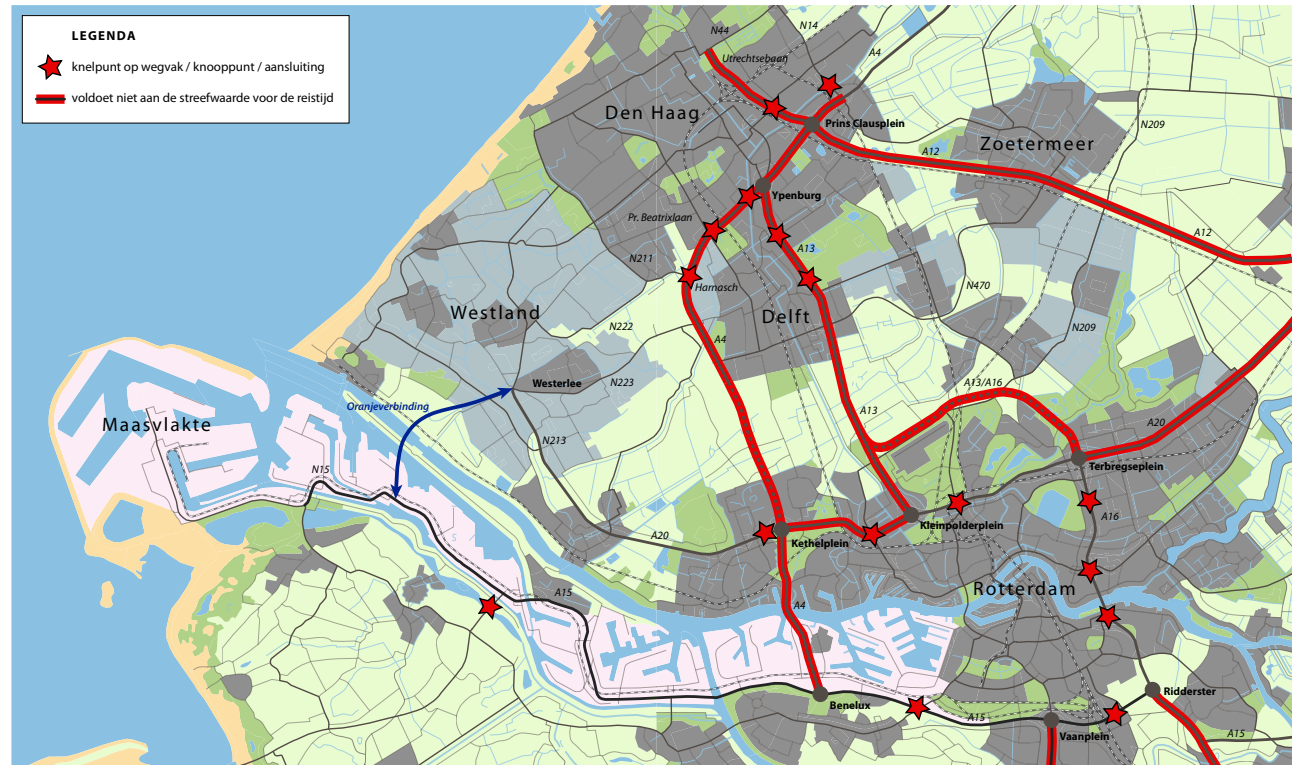 LEGENDA
knelpunt op wegvak / knooppunt / aansluiting
voldoet niet aan de streefwaarde voor de reistijd
N44
N14
A4
Utrechtsebaan
Den Haag
Prins Clausplein
Zoetermeer
N209
A12
Ypenburg
Pr. Beatrixlaan
A13
A12
N211
Harnasch
N470
Westland
Delft
N222
N209
A4
Westerlee
N223
A13/A16
Oranjeverbinding
A13
A20
Maasvlakte
N213
Terbregseplein
N15
A16
Kleinpolderplein
A20
Kethelplein
Rotterdam
A15
A4
Ridderster
Benelux
A15
Vaanplein
A15